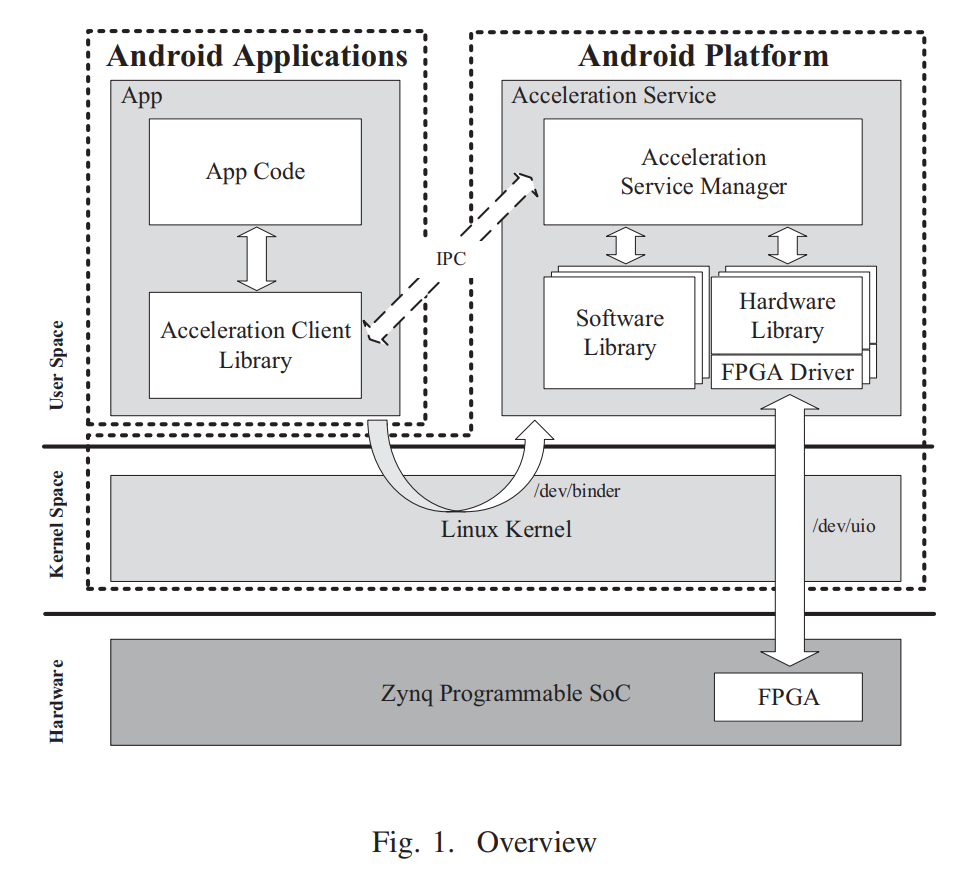 Android Applications
Android Platform
App
Acceleration Service
App Code
Acceleration
Service Manager
IPC
Acceleration Client
Library
Software
Library
Hardware
Library
FPGA Driver
User Space
/dev/binder
Linux Kernel
/dev/uio
Kernel Space
Zynq Programmable SoC
FPGA
Hardware
Fig. 1. Overview